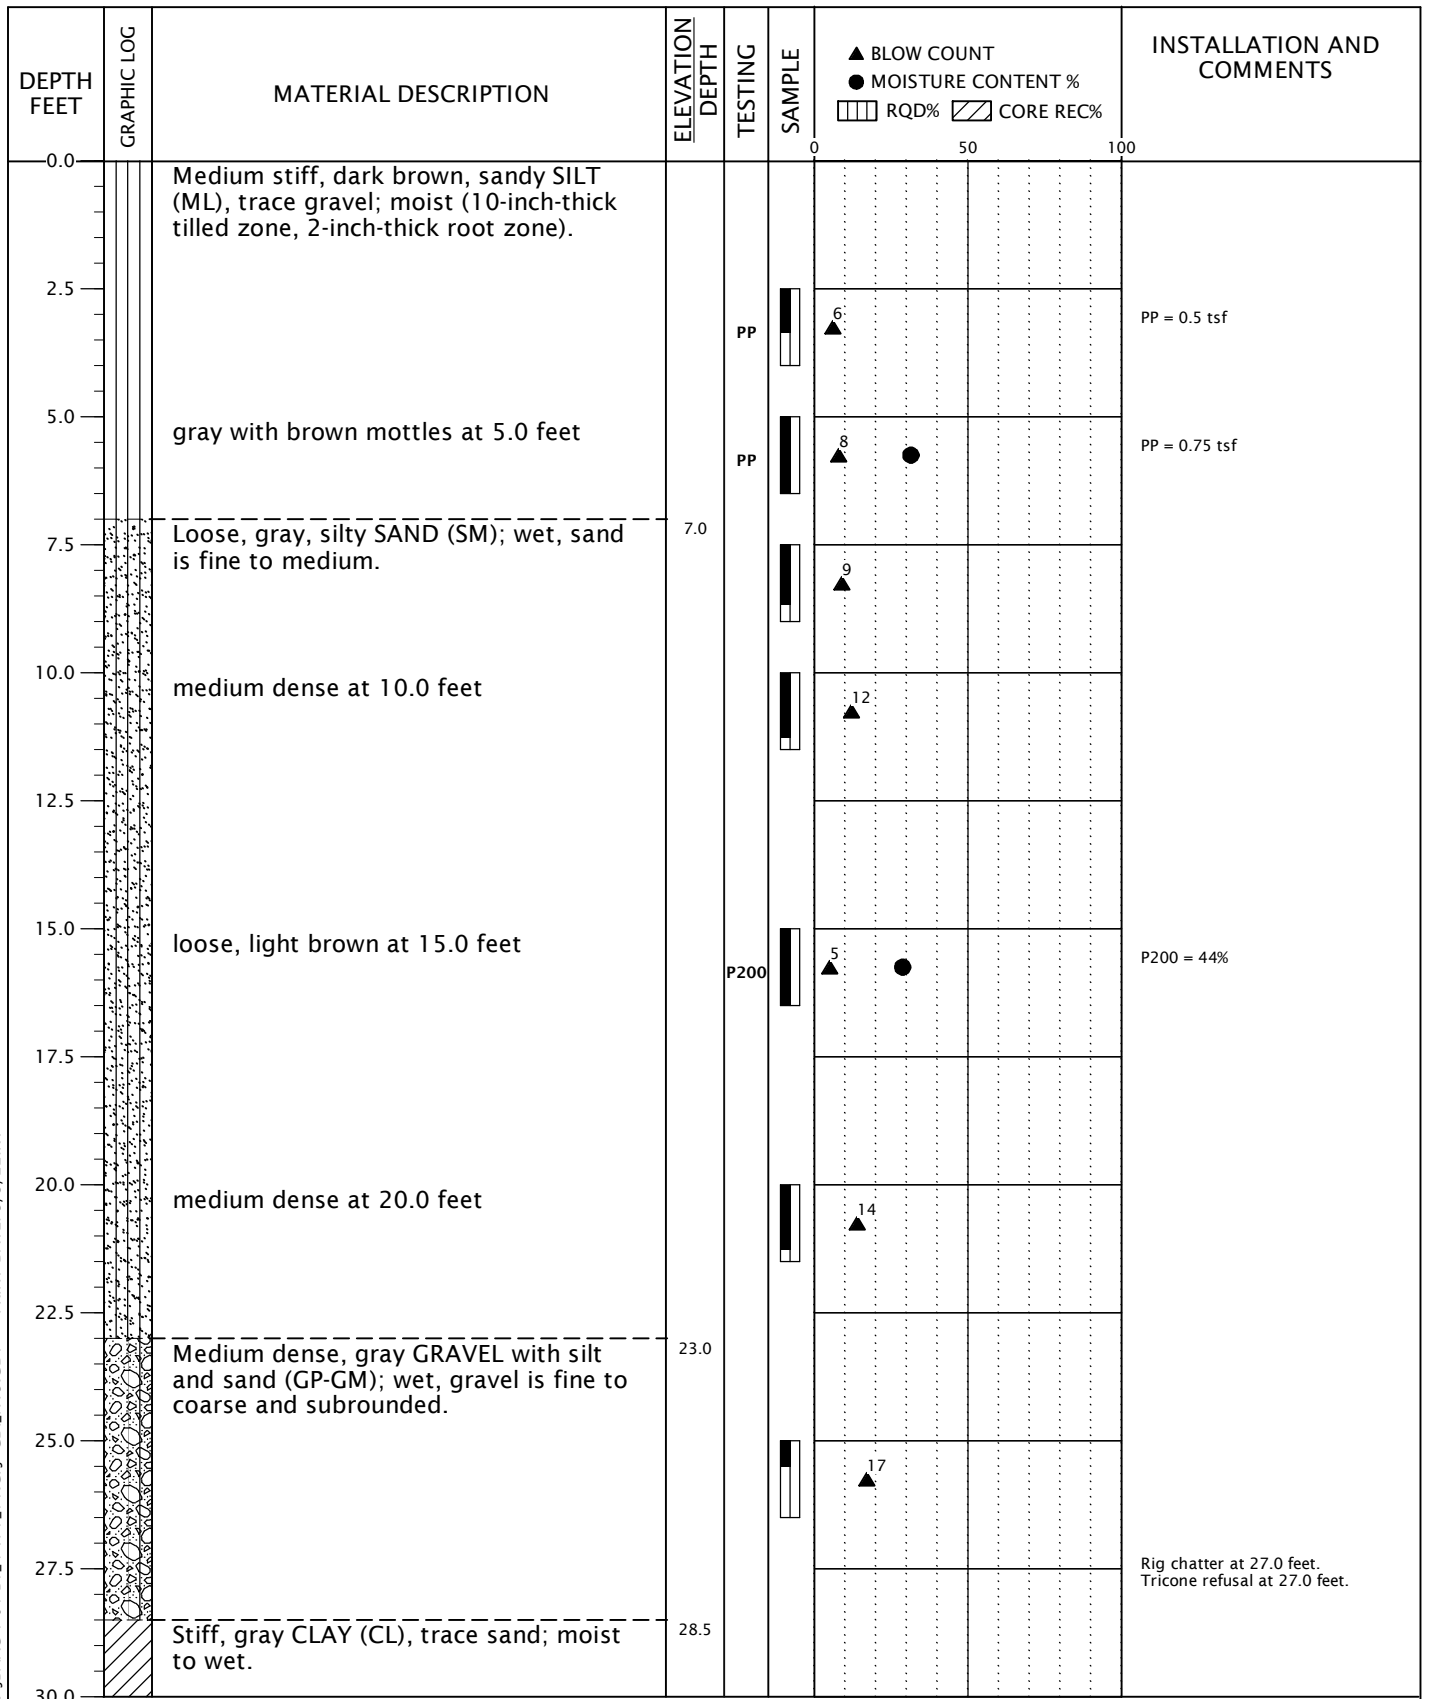 DEPTH
FEET
GRAPHIC LOG
MATERIAL DESCRIPTION
ELEVATION
DEPTH
TESTING
SAMPLE
▲ BLOW COUNT
● MOISTURE CONTENT %
RQD% CORE REC%
INSTALLATION AND
COMMENTS
0 50 100
0.0
Medium stiff, dark brown, sandy SILT
(ML), trace gravel; moist (10-inch-thick
tilled zone, 2-inch-thick root zone).
2.5
PP
6
PP = 0.5 tsf
5.0
gray with brown mottles at 5.0 feet
PP
8
PP = 0.75 tsf
7.0
Loose, gray, silty SAND (SM); wet, sand
is fine to medium.
7.5
9
10.0
medium dense at 10.0 feet
12
12.5
15.0
loose, light brown at 15.0 feet
P200
5
P200 = 44%
17.5
20.0
medium dense at 20.0 feet
14
22.5
23.0
Medium dense, gray GRAVEL with silt
and sand (GP-GM); wet, gravel is fine to
coarse and subrounded.
25.0
17
27.5
Rig chatter at 27.0 feet.
Tricone refusal at 27.0 feet.
28.5
Stiff, gray CLAY (CL), trace sand; moist
to wet.
30.0